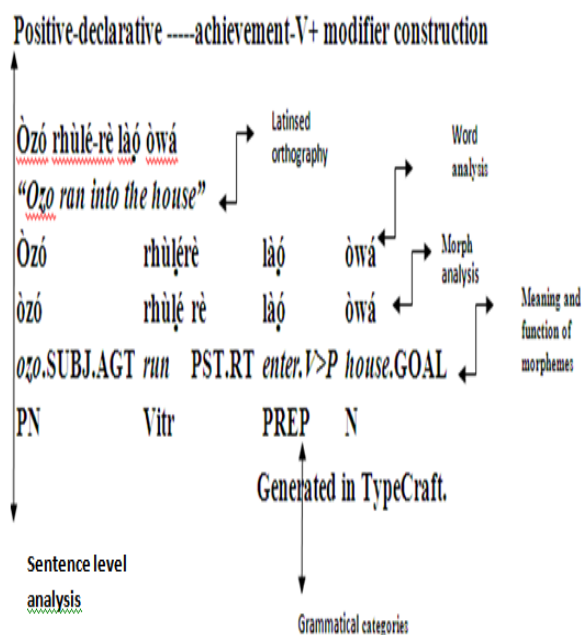 Positive-declarative -----achievement-V+ modifier construction
Latinsed
orthography
Word
analysis
Òzó rhùlé-rè làọ́ òwá
“Ozo ran into the house”
Òzó rhùlẹ́rè làọ́ òwá
Morph
analysis
òzó rhùlẹ́ rè làọ́ òwá
Meaning and
function of
morphemes
ozo.SUBJ.AGT run PST.RT enter.V>P house.GOAL
PN Vitr PREP N
Generated in TypeCraft.
Sentence level
analysis
Grammatical categories